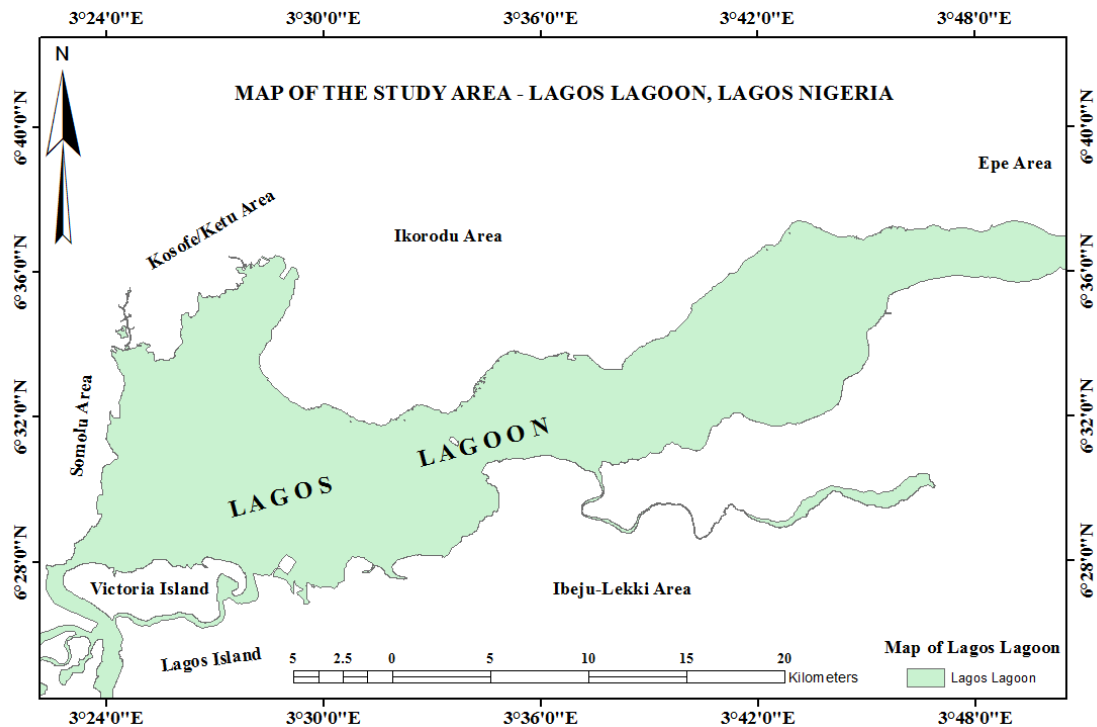 3°24'0"E 3°30'0"E 3°36'0"E 3°42'0"E 3°48'0"E
N
MAP OF THE STUDY AREA - LAGOS LAGOON, LAGOS NIGERIA
6°40'0"N 6°40'0"N
Epe Area
Kosofe/Ketu Area
Ikorodu Area
6°36'0"N 6°36'0"N
Somolu Area
6°32'0"N 6°32'0"N
LAGOS LAGOON
6°28'0"N 6°28'0"N
Victoria Island
Ibeju-Lekki Area
Lagos Island
Map of Lagos Lagoon
5 2.5 0 5 10 15 20
Kilometers
Lagos Lagoon
3°24'0"E 3°30'0"E 3°36'0"E 3°42'0"E 3°48'0"E